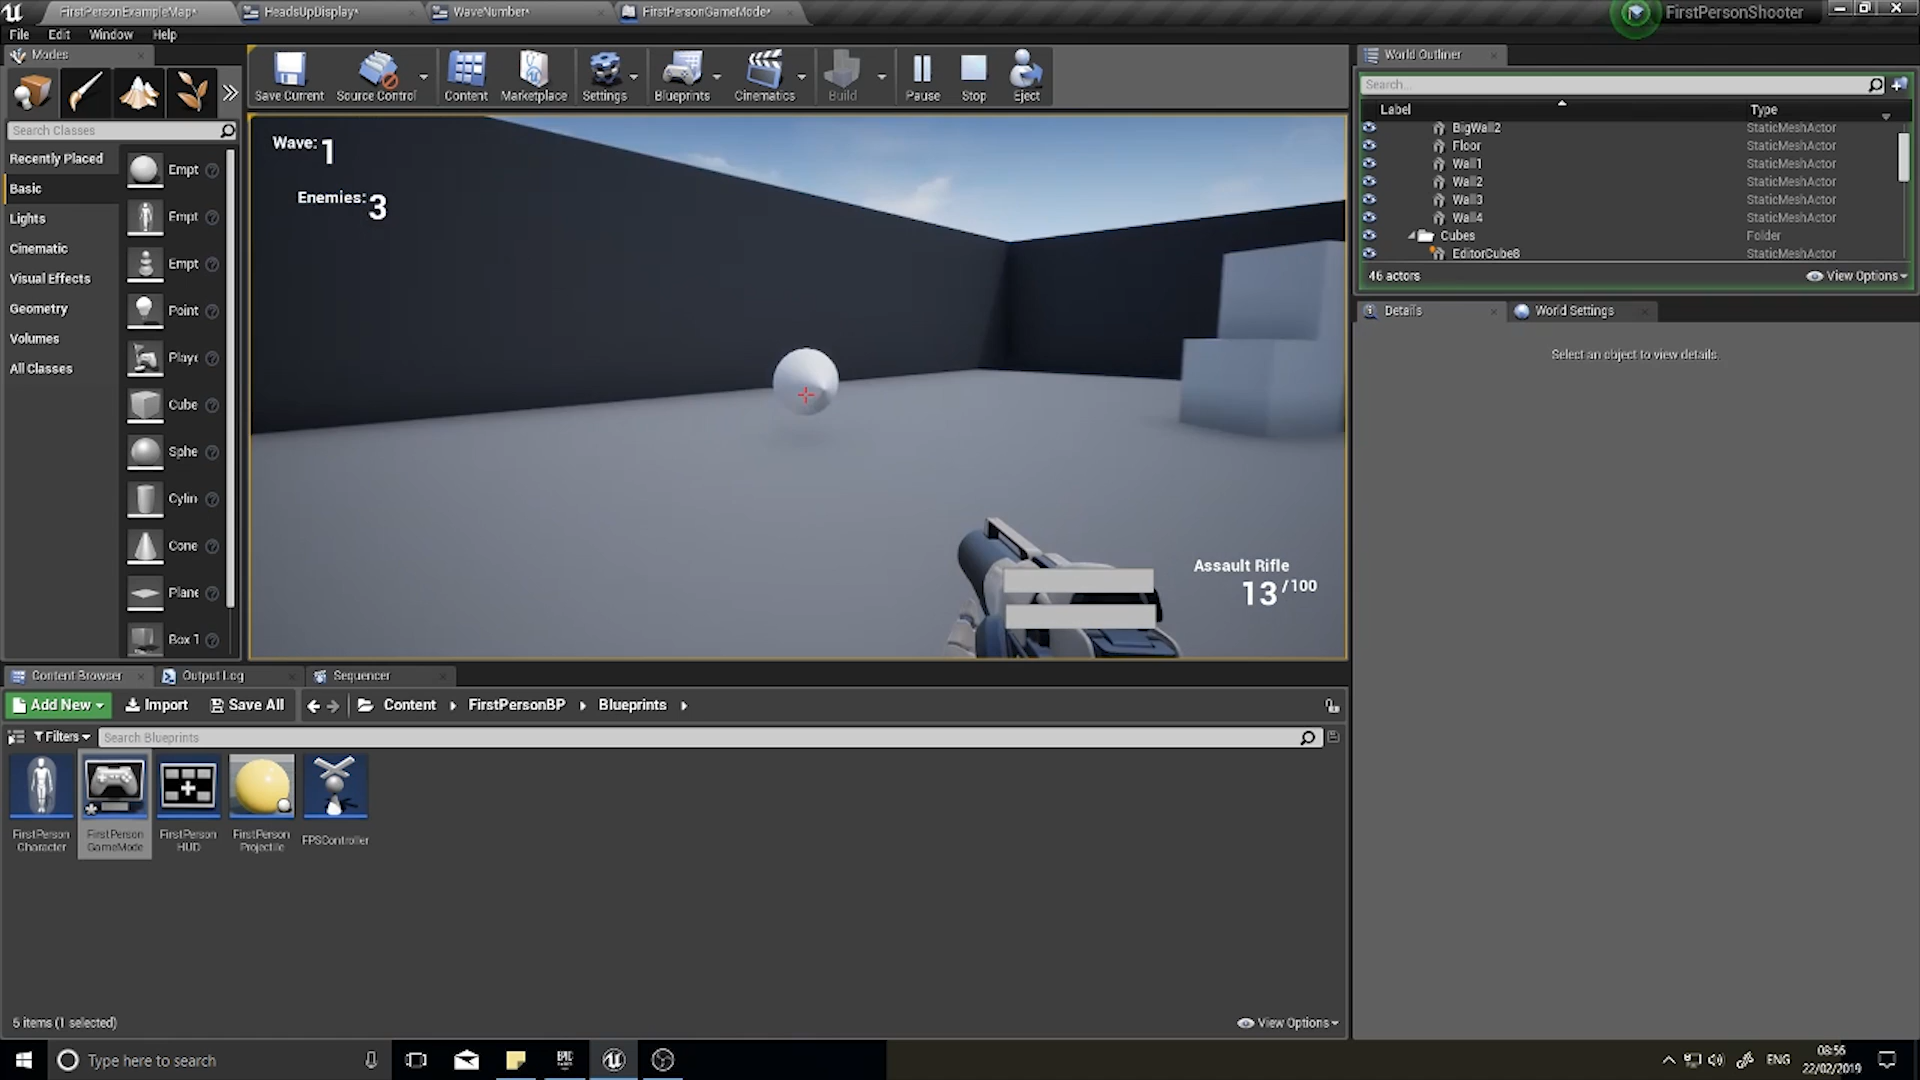 FirstPersonExampleMap*
HeadsUpDisplay*
WaveNumber*
FirstPersonGameMode*
FirstPersonShooter
File Edit Window Help
Modes
Search Classes
Recently Placed
Basic
Lights
Cinematic
Visual Effects
Geometry
Volumes
All Classes
Empt
Empt
Empt
Point
Playe
Cube
Sphe
Cylin
Cone
Plane
Box T
Save Current
Source Control
Content
Marketplace
Settings
Blueprints
Cinematics
Build
Pause
Stop
Eject
Wave: 1
Enemies: 3
Assault Rifle
13 /100
World Outliner
Search...
Label Type
BigWall2 StaticMeshActor
Floor StaticMeshActor
Wall1 StaticMeshActor
Wall2 StaticMeshActor
Wall3 StaticMeshActor
Wall4 StaticMeshActor
Cubes Folder
EditorCube8 StaticMeshActor
46 actors
View Options
Details
World Settings
Select an object to view details.
Content Browser
Output Log
Sequencer
Add New
Import
Save All
Content
FirstPersonBP
Blueprints
Filters
Search Blueprints
FirstPerson
Character
FirstPerson
GameMode
FirstPerson
HUD
FirstPerson
Projectile
FPSController
5 items (1 selected)
View Options
Type here to search
EPIC
GAMES
ENG
08:56
22/02/2019